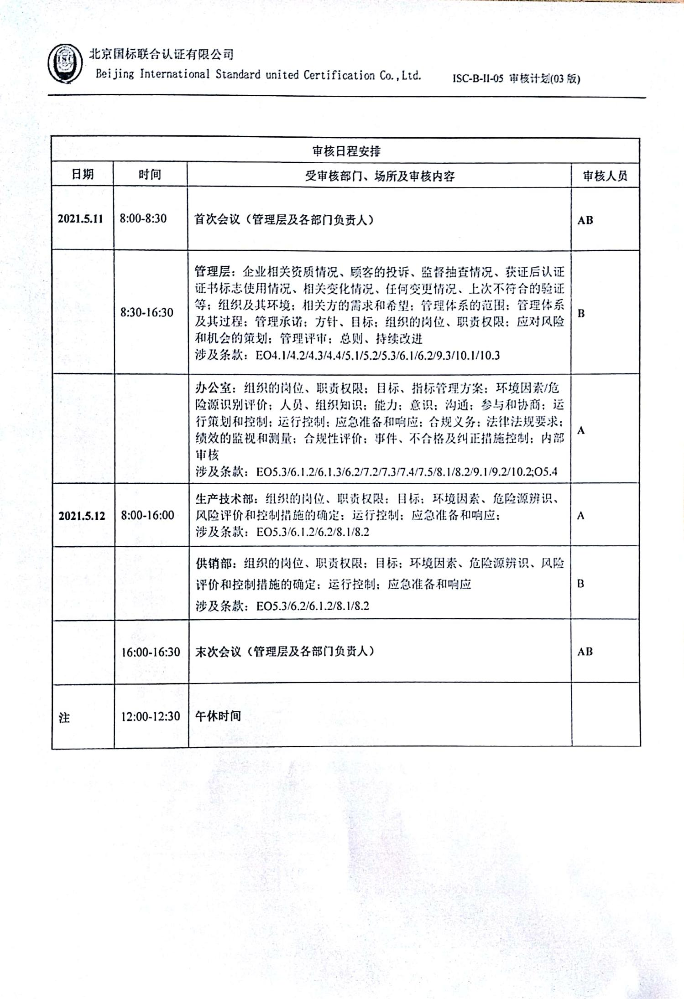 ISC
北京国标联合认证有限公司
Beijing International Standard united Certification Co.,Ltd.
ISC-B-II-05 审核计划(03版)
审核日程安排
日期 时间 受审核部门、场所及审核内容 审核人员
2021.5.11 8:00-8:30 首次会议（管理层及各部门负责人） AB
8:30-16:30
管理层：企业相关资质情况、顾客的投诉、监督抽查情况、获证后认证
证书标志使用情况、相关变化情况、任何变更情况、上次不符合的验证
等；组织及其环境；相关方的需求和希望；管理体系的范围；管理体系
及其过程；管理承诺；方针、目标；组织的岗位、职责权限；应对风险
和机会的策划；管理评审；总则、持续改进
涉及条款：EO4.1/4.2/4.3/4.4/5.1/5.2/5.3/6.1/6.2/9.3/10.1/10.3
B
办公室：组织的岗位、职责权限；目标、指标管理方案；环境因素/危
险源识别评价；人员、组织知识；能力；意识；沟通；参与和协商；运
行策划和控制；运行控制；应急准备和响应；合规义务；法律法规要求；
绩效的监视和测量；合规性评价；事件、不合格及纠正措施控制；内部
审核
涉及条款：EO5.3/6.1.2/6.1.3/6.2/7.2/7.3/7.4/7.5/8.1/8.2/9.1/9.2/10.2;O5.4
A
2021.5.12 8:00-16:00
生产技术部：组织的岗位、职责权限；目标；环境因素、危险源辨识、
风险评价和控制措施的确定；运行控制；应急准备和响应；
涉及条款：EO5.3/6.1.2/6.2/8.1/8.2
A
供销部：组织的岗位、职责权限；目标；环境因素、危险源辨识、风险
评价和控制措施的确定；运行控制；应急准备和响应
涉及条款：EO5.3/6.2/6.1.2/8.1/8.2
B
16:00-16:30 末次会议（管理层及各部门负责人） AB
注 12:00-12:30 午休时间